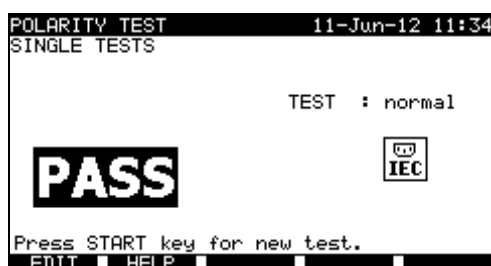 POLARITY TEST 11-Jun-12 11:34
SINGLE TESTS
TEST : normal
IEC
PASS
Press START key for new test.
EDIT HELP